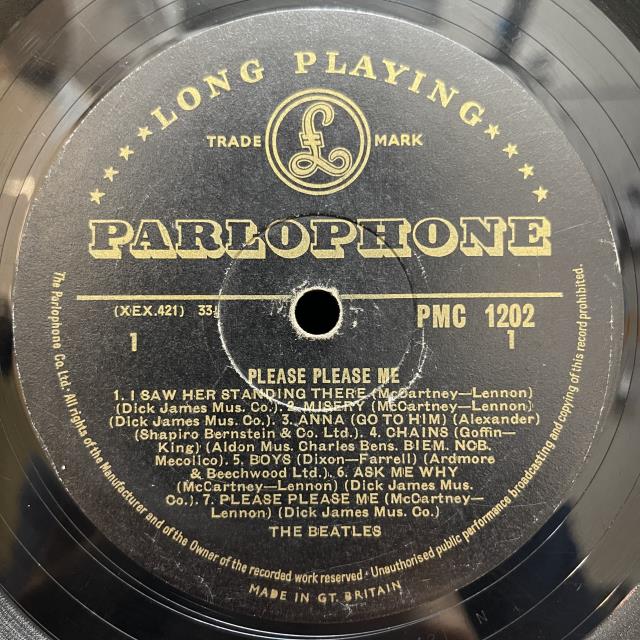 LONG PLAYING
TRADE £ MARK
PARLOPHONE
(XEX.421) 33⅓
PMC 1202
1
1
PLEASE PLEASE ME
1. I SAW HER STANDING THERE (McCartney—Lennon)
(Dick James Mus. Co.). 2. MISERY (McCartney—Lennon)
(Dick James Mus. Co.). 3. ANNA (GO TO HIM) (Alexander)
(Shapiro Bernstein & Co. Ltd.). 4. CHAINS (Goffin—
King) (Aldon Mus. Charles Bens. BIEM. NCB.
Mecolico). 5. BOYS (Dixon—Farrell) (Ardmore
& Beechwood Ltd.). 6. ASK ME WHY
(McCartney—Lennon) (Dick James Mus.
Co.). 7. PLEASE PLEASE ME (McCartney—
Lennon) (Dick James Mus. Co.)
THE BEATLES
The Parlophone Co. Ltd· All rights of the Manufacturer and of the Owner of the recorded work reserved · Unauthorised public performance broadcasting and copying of this record prohibited.
MADE IN GT. BRITAIN